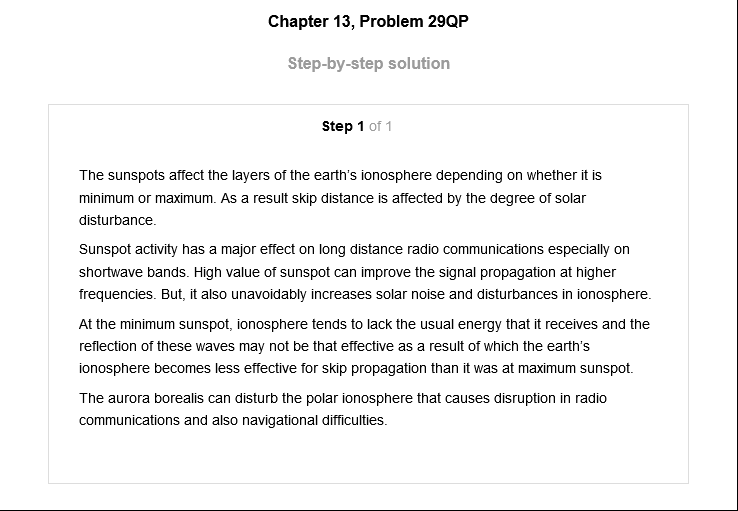 Chapter 13, Problem 29QP
Step-by-step solution
Step 1 of 1
The sunspots affect the layers of the earth's ionosphere depending on whether it is
minimum or maximum. As a result skip distance is affected by the degree of solar
disturbance.
Sunspot activity has a major effect on long distance radio communications especially on
shortwave bands. High value of sunspot can improve the signal propagation at higher
frequencies. But, it also unavoidably increases solar noise and disturbances in ionosphere.
At the minimum sunspot, ionosphere tends to lack the usual energy that it receives and the
reflection of these waves may not be that effective as a result of which the earth's
ionosphere becomes less effective for skip propagation than it was at maximum sunspot.
The aurora borealis can disturb the polar ionosphere that causes disruption in radio
communications and also navigational difficulties.